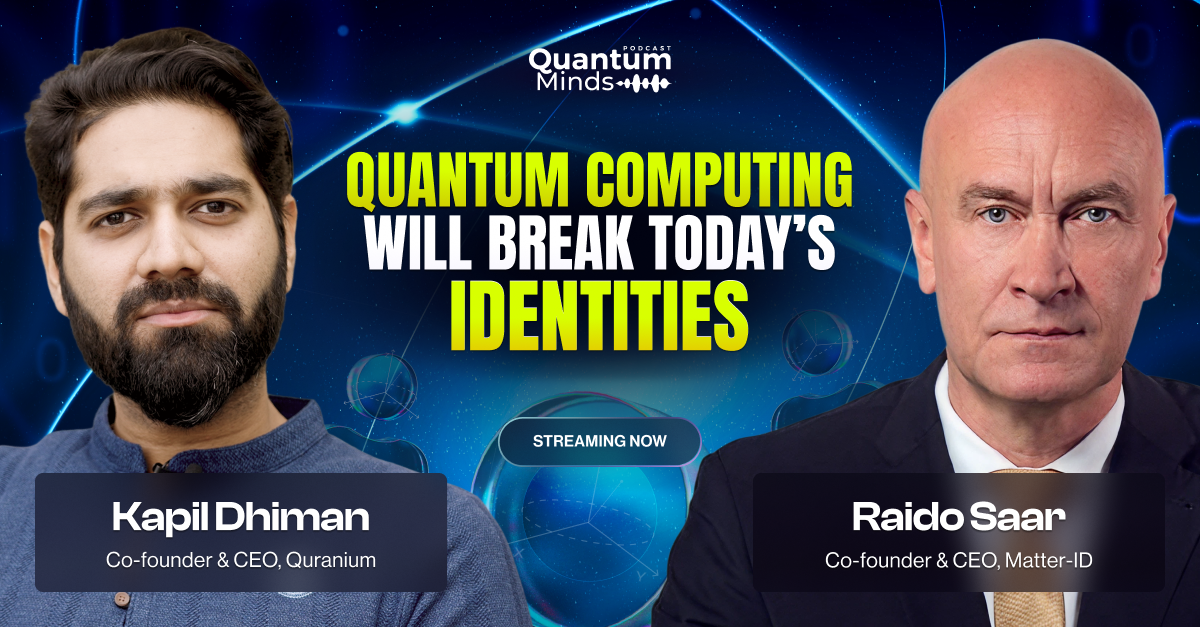 PODCAST
Quantum
Minds
QUANTUM COMPUTING
WILL BREAK TODAY'S
IDENTITIES
STREAMING NOW
Kapil Dhiman
Co-founder & CEO, Quranium
Raido Saar
Co-founder & CEO, Matter-ID